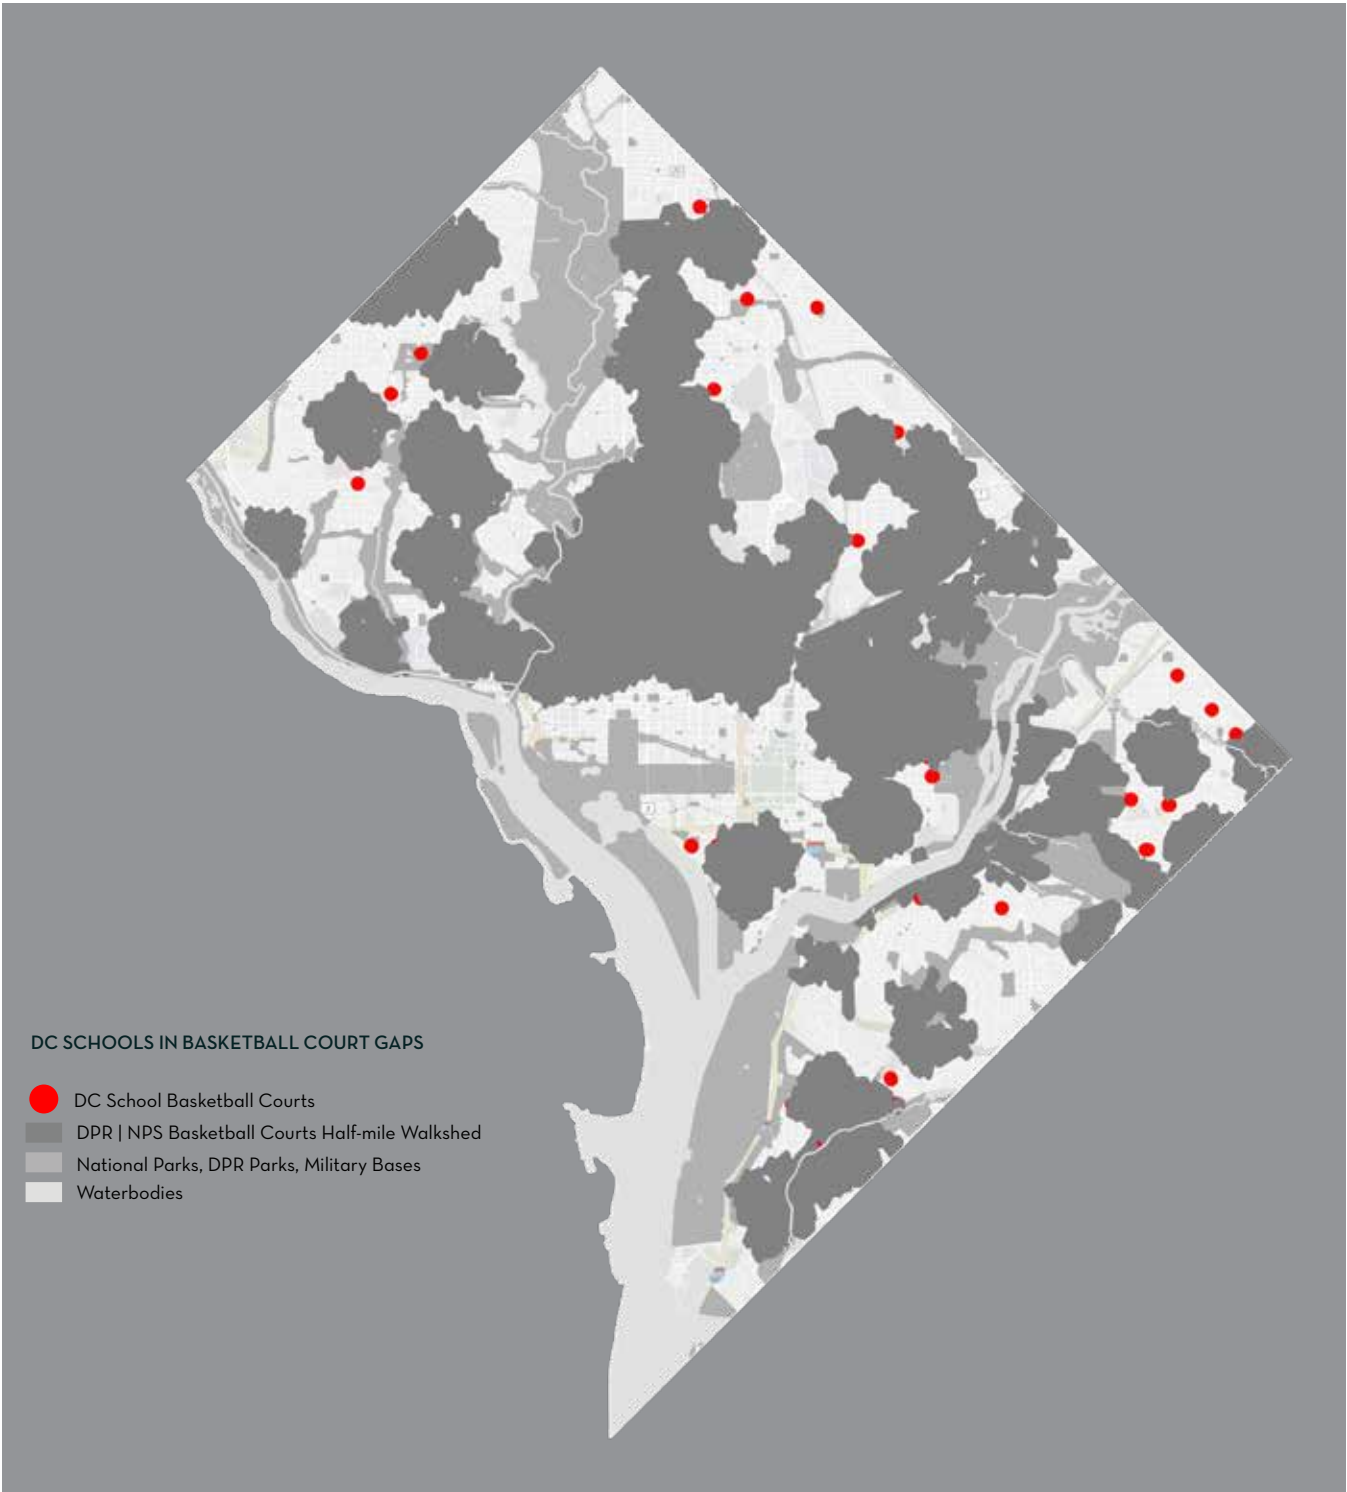 DC SCHOOLS IN BASKETBALL COURT GAPS
DC School Basketball Courts
DPR | NPS Basketball Courts Half-mile Walkshed
National Parks, DPR Parks, Military Bases
Waterbodies